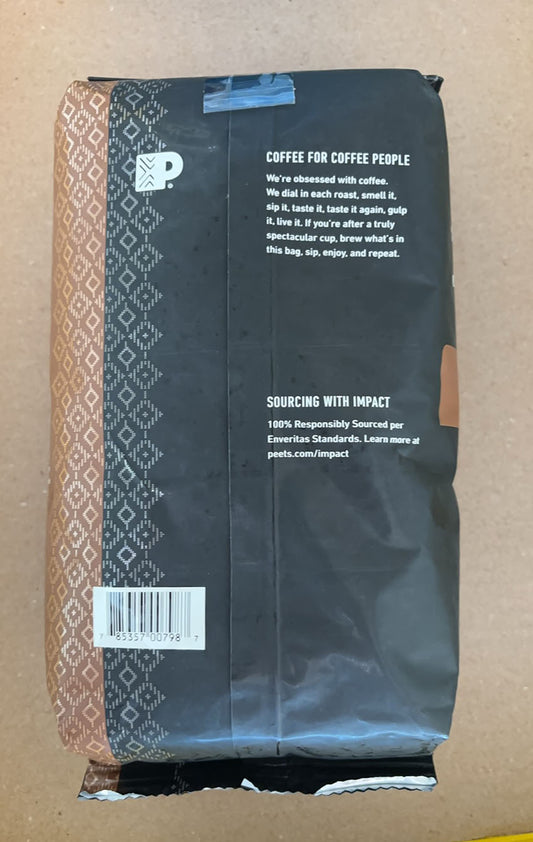 P.
COFFEE FOR COFFEE PEOPLE
We're obsessed with coffee.
We dial in each roast, smell it,
sip it, taste it, taste it again, gulp
it, live it. If you're after a truly
spectacular cup, brew what's in
this bag, sip, enjoy, and repeat.
SOURCING WITH IMPACT
100% Responsibly Sourced per
Enveritas Standards. Learn more at
peets.com/impact
7 85357 00798 7